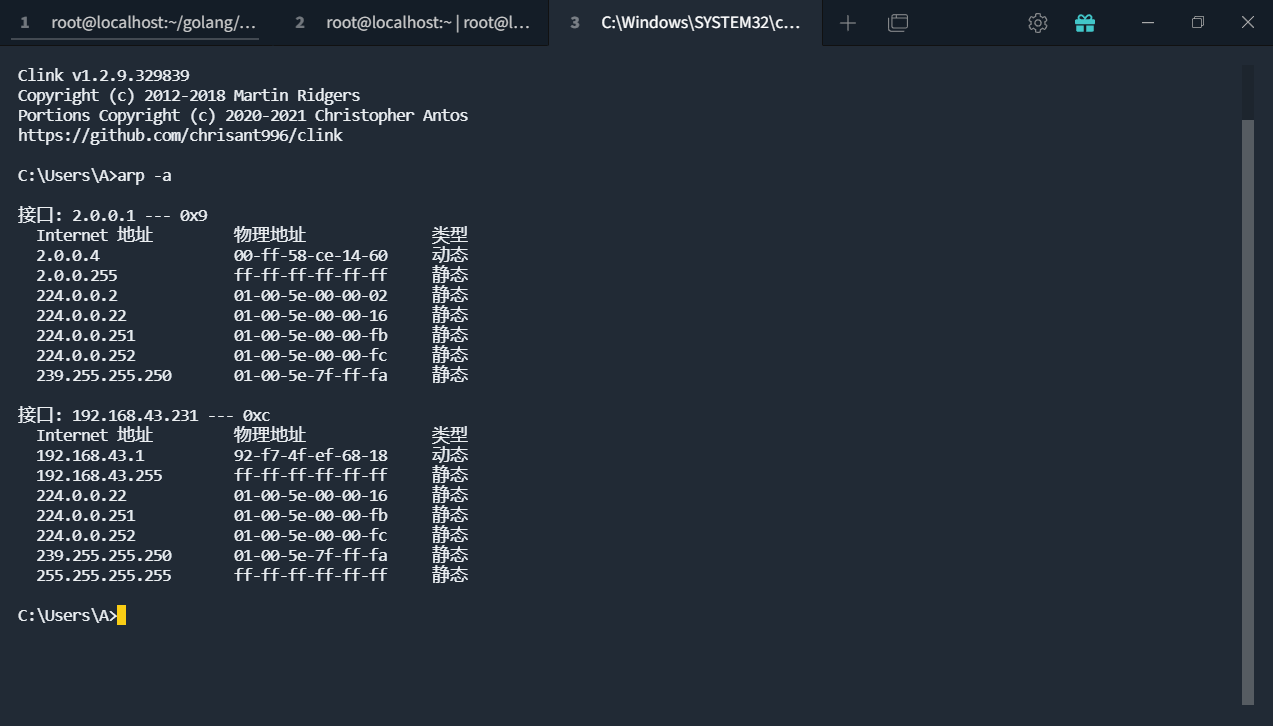 1 root@localhost:~/golang/... 2 root@localhost:~ | root@l... 3 C:\Windows\SYSTEM32\c...
Clink v1.2.9.329839
Copyright (c) 2012-2018 Martin Ridgers
Portions Copyright (c) 2020-2021 Christopher Antos
https://github.com/chrisant996/clink
C:\Users\A>arp -a
接口: 2.0.0.1 --- 0x9
Internet 地址 物理地址 类型
2.0.0.4 00-ff-58-ce-14-60 动态
2.0.0.255 ff-ff-ff-ff-ff-ff 静态
224.0.0.2 01-00-5e-00-00-02 静态
224.0.0.22 01-00-5e-00-00-16 静态
224.0.0.251 01-00-5e-00-00-fb 静态
224.0.0.252 01-00-5e-00-00-fc 静态
239.255.255.250 01-00-5e-7f-ff-fa 静态
接口: 192.168.43.231 --- 0xc
Internet 地址 物理地址 类型
192.168.43.1 92-f7-4f-ef-68-18 动态
192.168.43.255 ff-ff-ff-ff-ff-ff 静态
224.0.0.22 01-00-5e-00-00-16 静态
224.0.0.251 01-00-5e-00-00-fb 静态
224.0.0.252 01-00-5e-00-00-fc 静态
239.255.255.250 01-00-5e-7f-ff-fa 静态
255.255.255.255 ff-ff-ff-ff-ff-ff 静态
C:\Users\A>